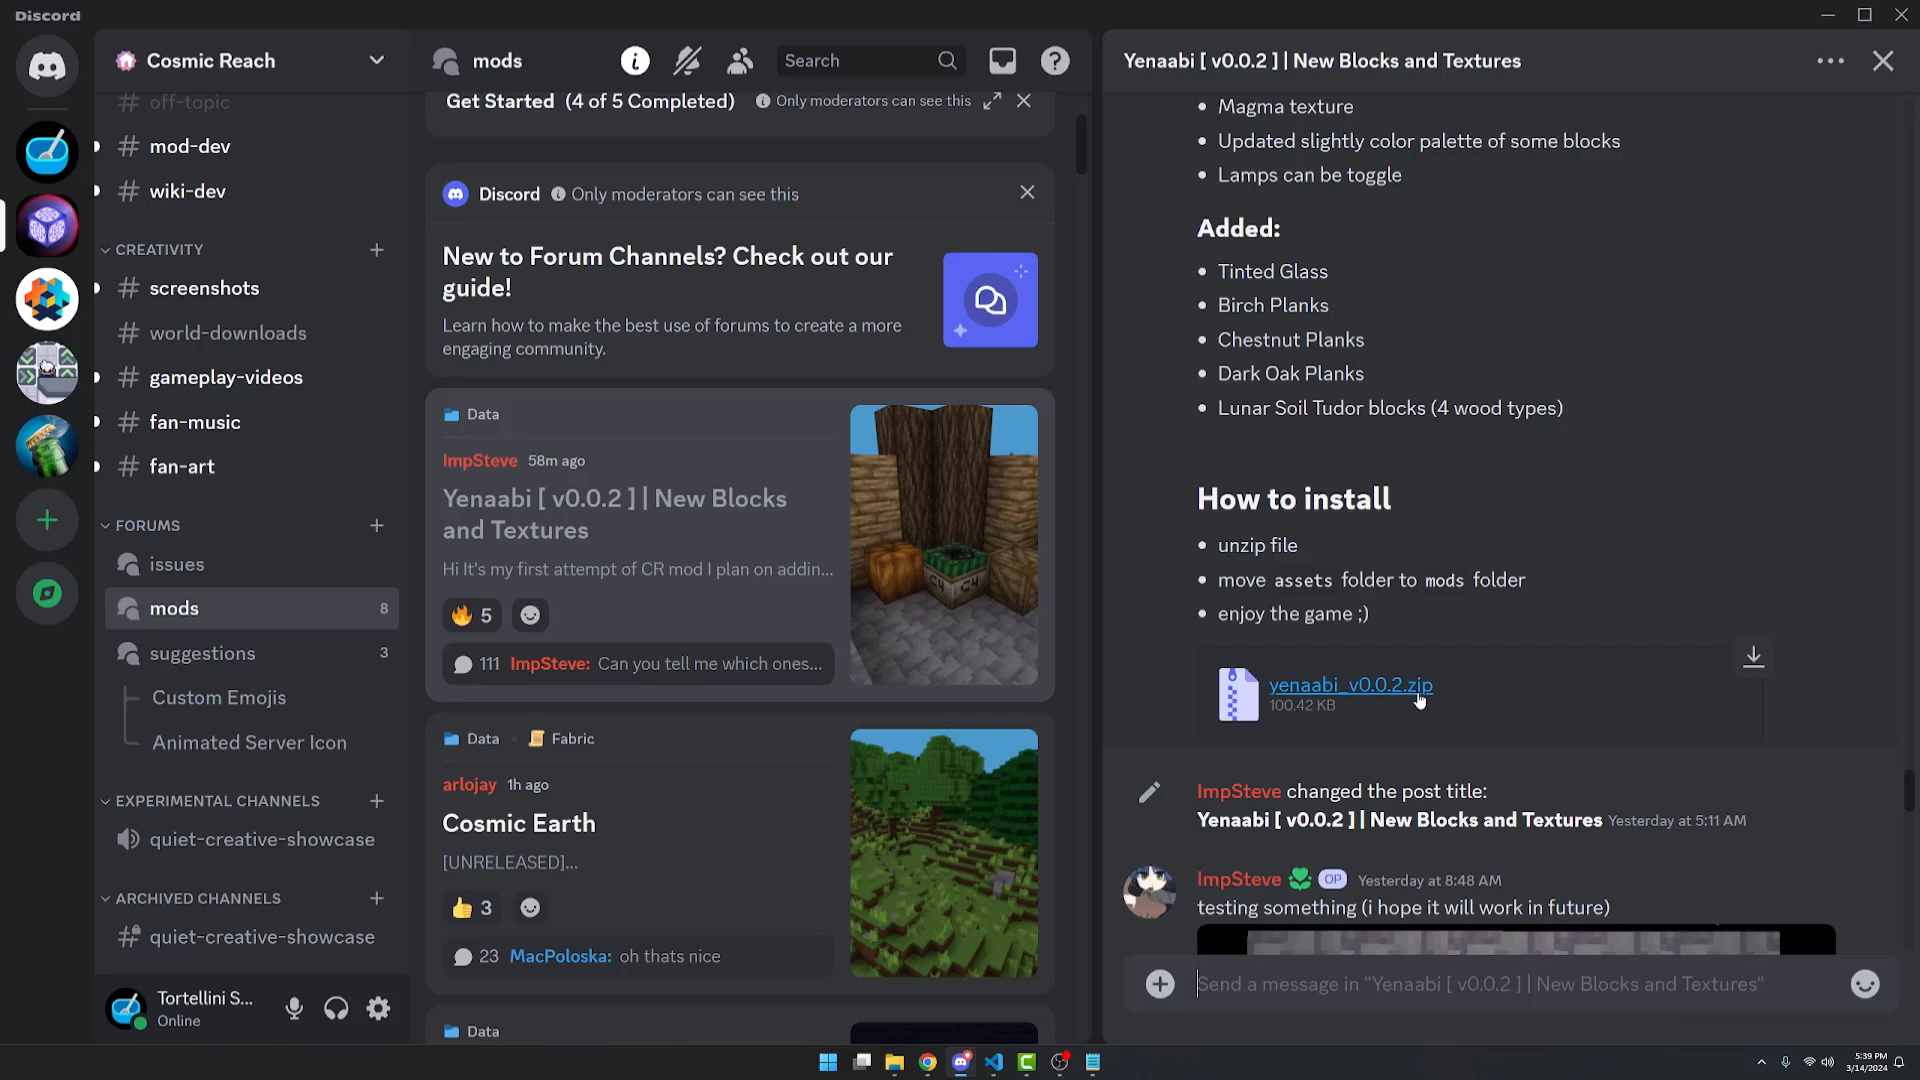 Discord
Cosmic Reach
off-topic
mod-dev
wiki-dev
CREATIVITY
screenshots
world-downloads
gameplay-videos
fan-music
fan-art
FORUMS
issues
mods 8
suggestions 3
Custom Emojis
Animated Server Icon
EXPERIMENTAL CHANNELS
quiet-creative-showcase
ARCHIVED CHANNELS
quiet-creative-showcase
Tortellini S...
Online
mods
Search
Get Started (4 of 5 Completed) Only moderators can see this
Discord Only moderators can see this
New to Forum Channels? Check out our
guide!
Learn how to make the best use of forums to create a more
engaging community.
Data
ImpSteve 58m ago
Yenaabi [ v0.0.2 ] | New Blocks
and Textures
Hi It's my first attempt of CR mod I plan on addin...
5
111 ImpSteve: Can you tell me which ones...
C4 C4
Data Fabric
arlojay 1h ago
Cosmic Earth
[UNRELEASED]...
3
23 MacPoloska: oh thats nice
Data
Yenaabi [ v0.0.2 ] | New Blocks and Textures
• Magma texture
• Updated slightly color palette of some blocks
• Lamps can be toggle
Added:
• Tinted Glass
• Birch Planks
• Chestnut Planks
• Dark Oak Planks
• Lunar Soil Tudor blocks (4 wood types)
How to install
• unzip file
• move assets folder to mods folder
• enjoy the game ;)
yenaabi_v0.0.2.zip
100.42 KB
ImpSteve changed the post title:
Yenaabi [ v0.0.2 ] | New Blocks and Textures Yesterday at 5:11 AM
ImpSteve OP Yesterday at 8:48 AM
testing something (i hope it will work in future)
Send a message in "Yenaabi [ v0.0.2 ] | New Blocks and Textures"
5:39 PM
3/14/2024